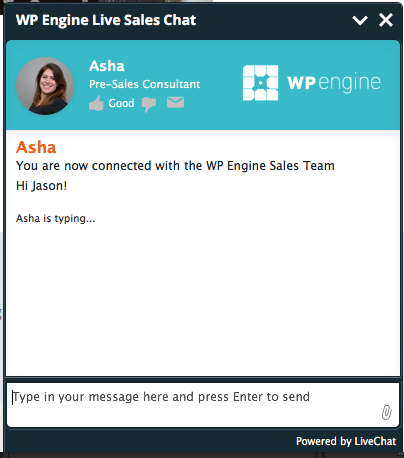 WP Engine Live Sales Chat
Asha
Pre-Sales Consultant
Good
WPengine
Asha
You are now connected with the WP Engine Sales Team
Hi Jason!
Asha is typing...
Type in your message here and press Enter to send
Powered by LiveChat